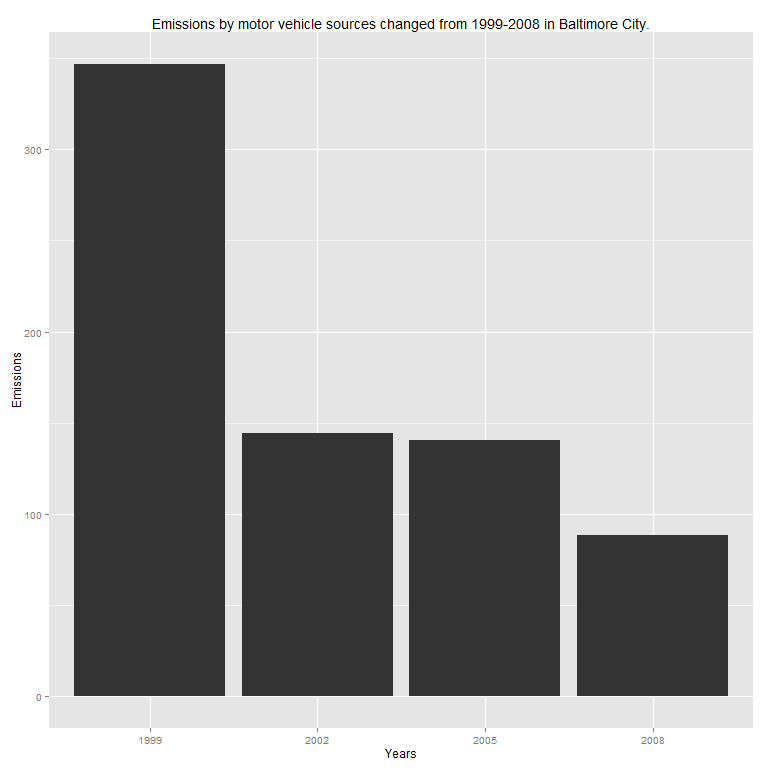 Emissions by motor vehicle sources changed from 1999-2008 in Baltimore City.
300
200
100
0
Emissions
1999 2002 2005 2008
Years